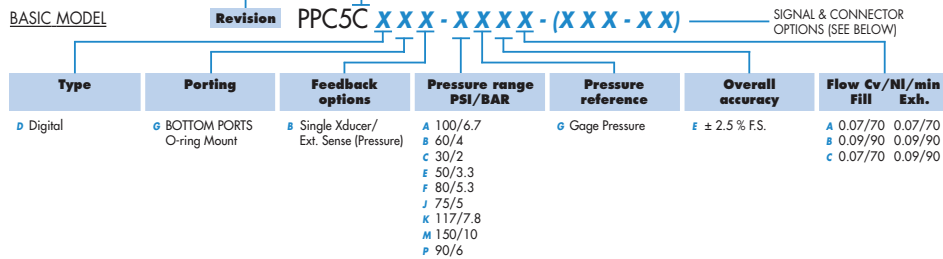 BASIC MODEL
Revision
PPC5C X X X - X X X X - (X X X - X X)
SIGNAL & CONNECTOR
OPTIONS (SEE BELOW)
Type
D Digital
Porting
G BOTTOM PORTS
O-ring Mount
Feedback
options
B Single Xducer/
Ext. Sense (Pressure)
Pressure range
PSI/BAR
A 100/6.7
B 60/4
C 30/2
E 50/3.3
F 80/5.3
J 75/5
K 117/7.8
M 150/10
P 90/6
Pressure
reference
G Gage Pressure
Overall
accuracy
E ± 2.5 % F.S.
Flow Cv/Nl/min
Fill Exh.
A 0.07/70 0.07/70
B 0.09/90 0.09/90
C 0.07/70 0.09/90